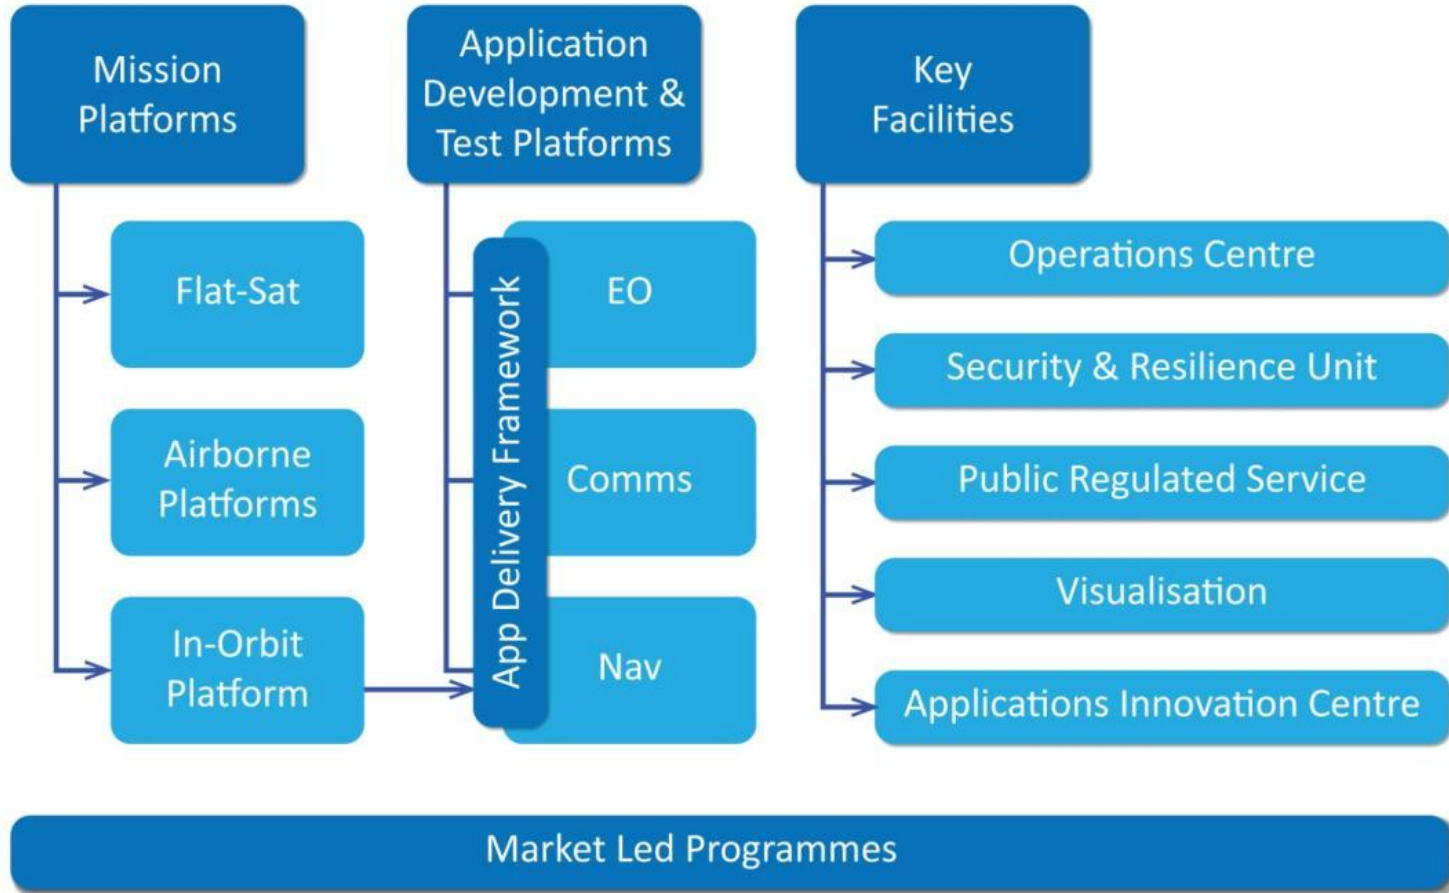 Mission
Platforms
Flat-Sat
Airborne
Platforms
In-Orbit
Platform
Application
Development &
Test Platforms
App Delivery Framework
EO
Comms
Nav
Key
Facilities
Operations Centre
Security & Resilience Unit
Public Regulated Service
Visualisation
Applications Innovation Centre
Market Led Programmes